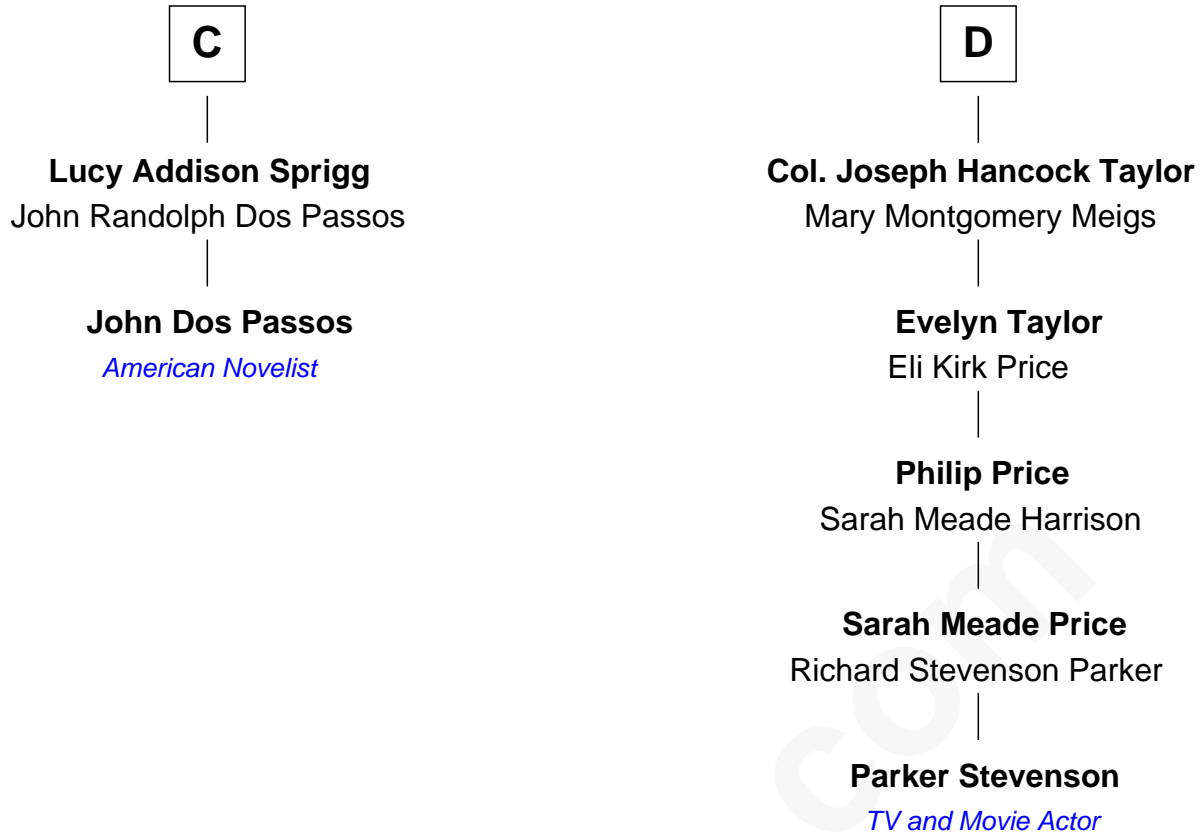 C
Lucy Addison Sprigg
John Randolph Dos Passos
John Dos Passos
American Novelist
D
Col. Joseph Hancock Taylor
Mary Montgomery Meigs
Evelyn Taylor
Eli Kirk Price
Philip Price
Sarah Meade Harrison
Sarah Meade Price
Richard Stevenson Parker
Parker Stevenson
TV and Movie Actor
com